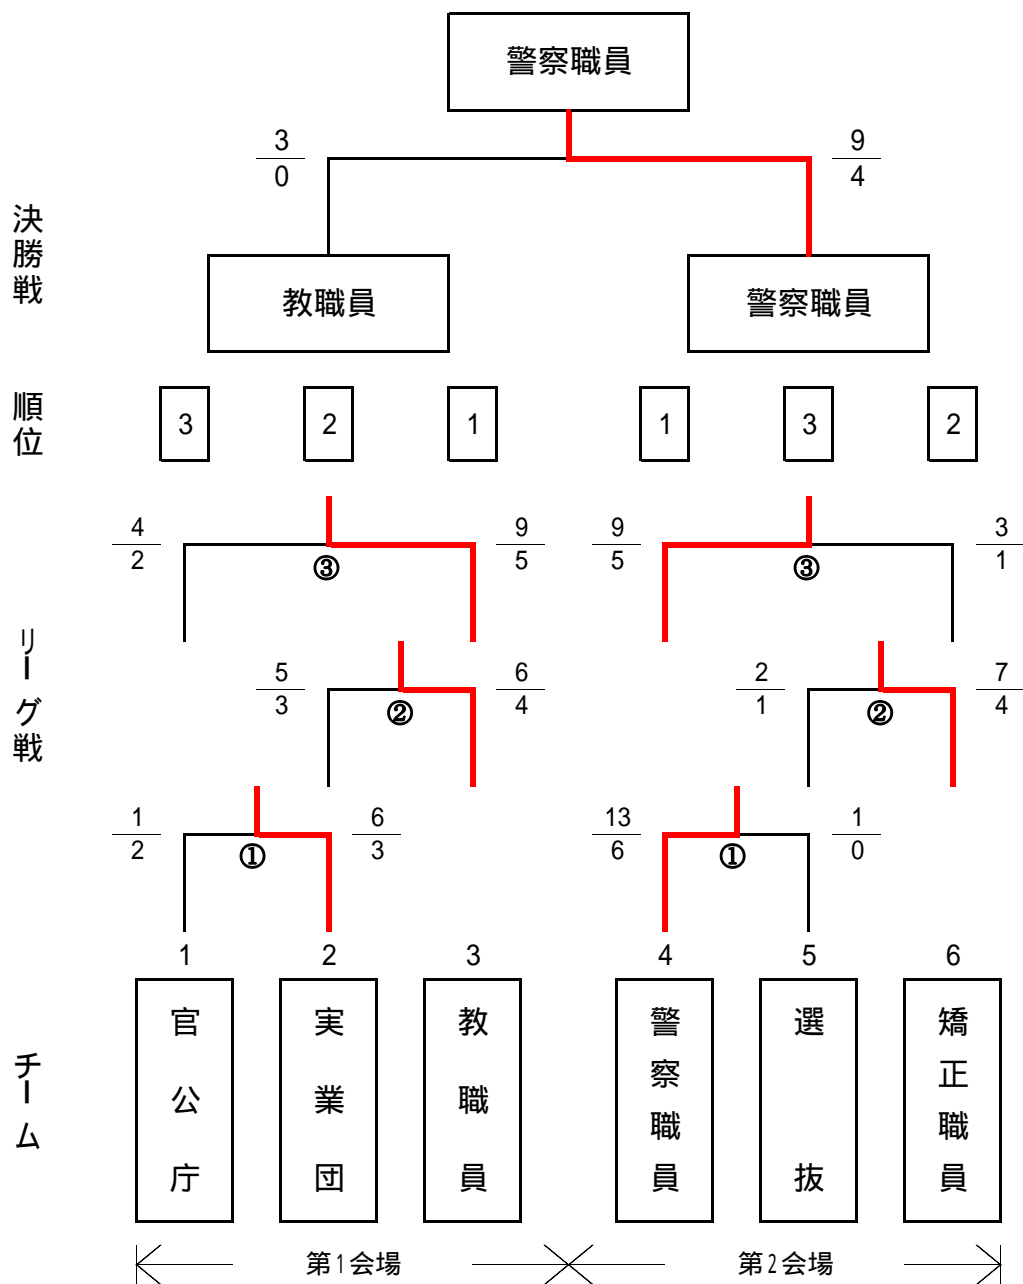 警察職員
3 9
0 4
決勝戦
教職員 警察職員
順位
3 2 1 1 3 2
4 9 9 3
2 5 5 1
③ ③
リーグ戦
5 6 2 7
3 4 1 4
② ②
1 6 13 1
2 3 6 0
① ①
1 2 3 4 5 6
チーム
官公庁
実業団
教職員
警察職員
選抜
矯正職員
第1会場 第2会場